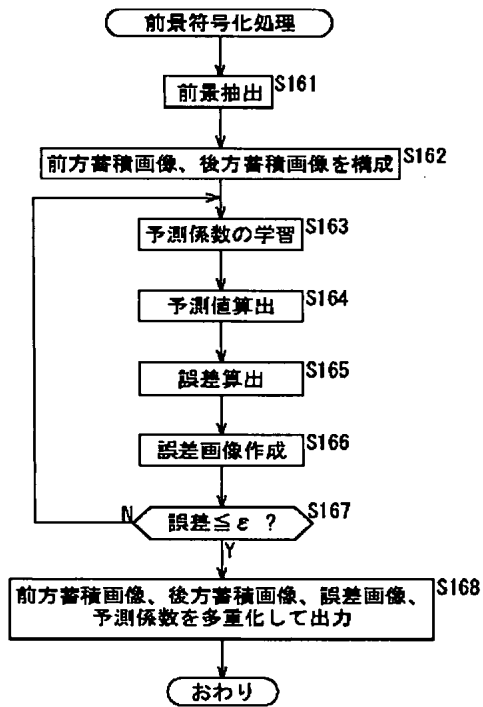 前景符号化処理
前景抽出
S161
前方蓄積画像、後方蓄積画像を構成
S162
予測係数の学習
S163
予測値算出
S164
誤差算出
S165
誤差画像作成
S166
誤差≦ε ?
S167
N
Y
前方蓄積画像、後方蓄積画像、誤差画像、
予測係数を多重化して出力
S168
おわり